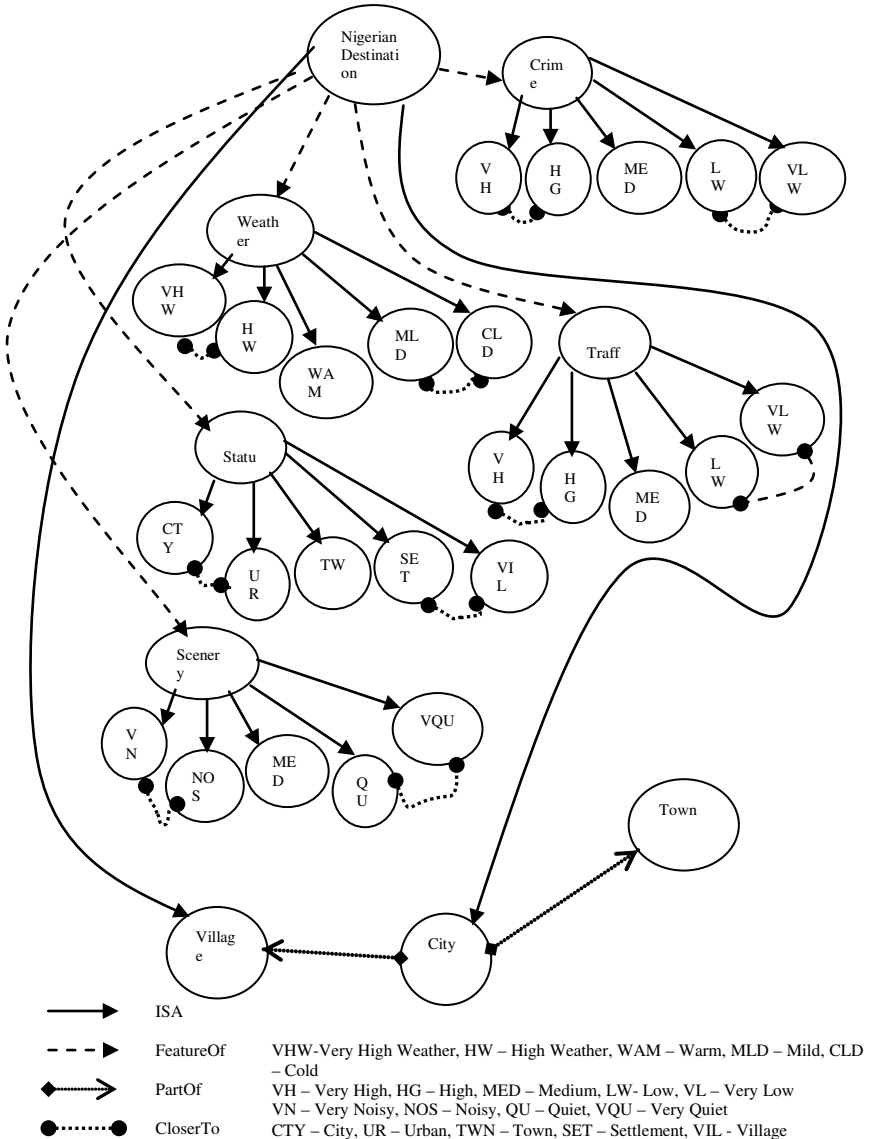 Nigerian
Destinati
on
Crim
e
V
H
H
G
ME
D
L
W
VL
W
Weath
er
VH
W
H
W
WA
M
ML
D
CL
D
Traff
V
H
H
G
ME
D
L
W
VL
W
Statu
CT
Y
U
R
TW
SE
T
VI
L
Scener
y
V
N
NO
S
ME
D
Q
U
VQU
Town
Villag
e
City
ISA
FeatureOf
VHW-Very High Weather, HW – High Weather, WAM – Warm, MLD – Mild, CLD
– Cold
PartOf
VH – Very High, HG – High, MED – Medium, LW- Low, VL – Very Low
VN – Very Noisy, NOS – Noisy, QU – Quiet, VQU – Very Quiet
CloserTo
CTY – City, UR – Urban, TWN – Town, SET – Settlement, VIL - Village